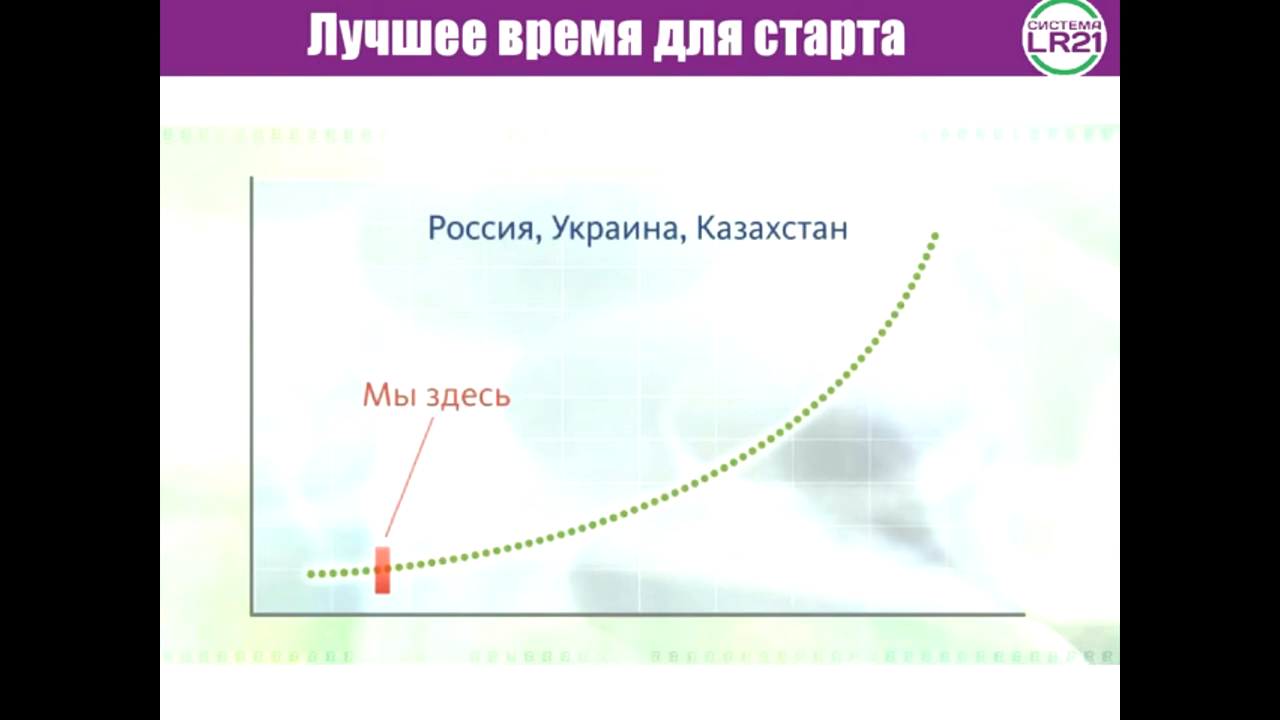 Лучшее время для старта
СИСТЕМА
LR21
Россия, Украина, Казахстан
Мы здесь